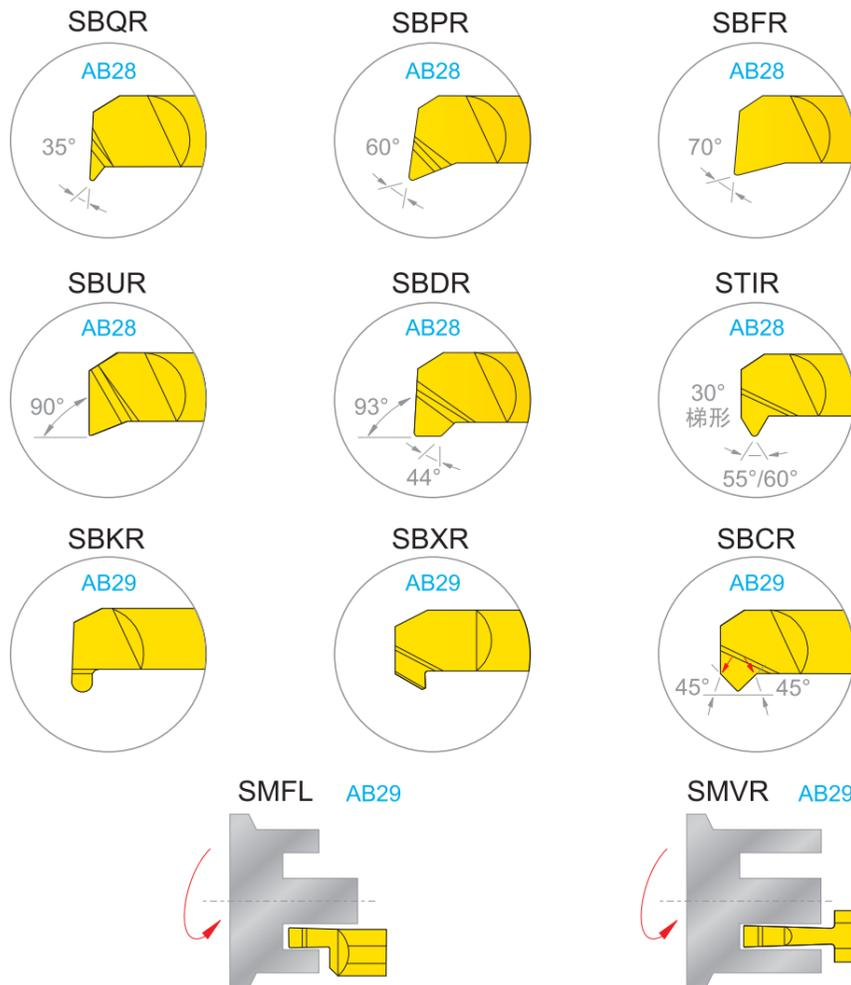 SBQR
SBPR
SBFR
AB28
AB28
AB28
35°
60°
70°
SBUR
SBDR
STIR
AB28
AB28
AB28
90°
93°
44°
30°
梯形
55°/60°
SBKR
SBXR
SBCR
AB29
AB29
AB29
45°
45°
SMFL
AB29
SMVR
AB29